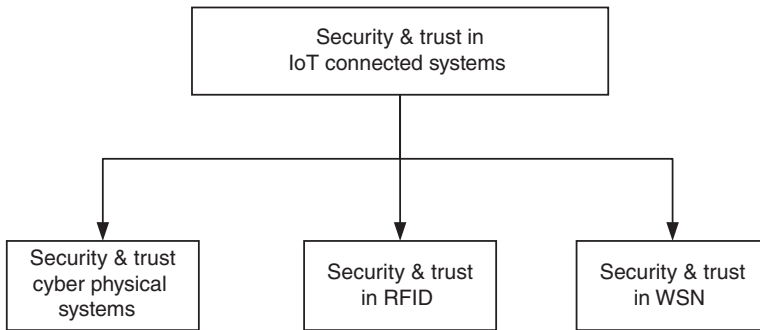 Security & trust in
IoT connected systems
Security & trust
cyber physical
systems
Security & trust
in RFID
Security & trust
in WSN